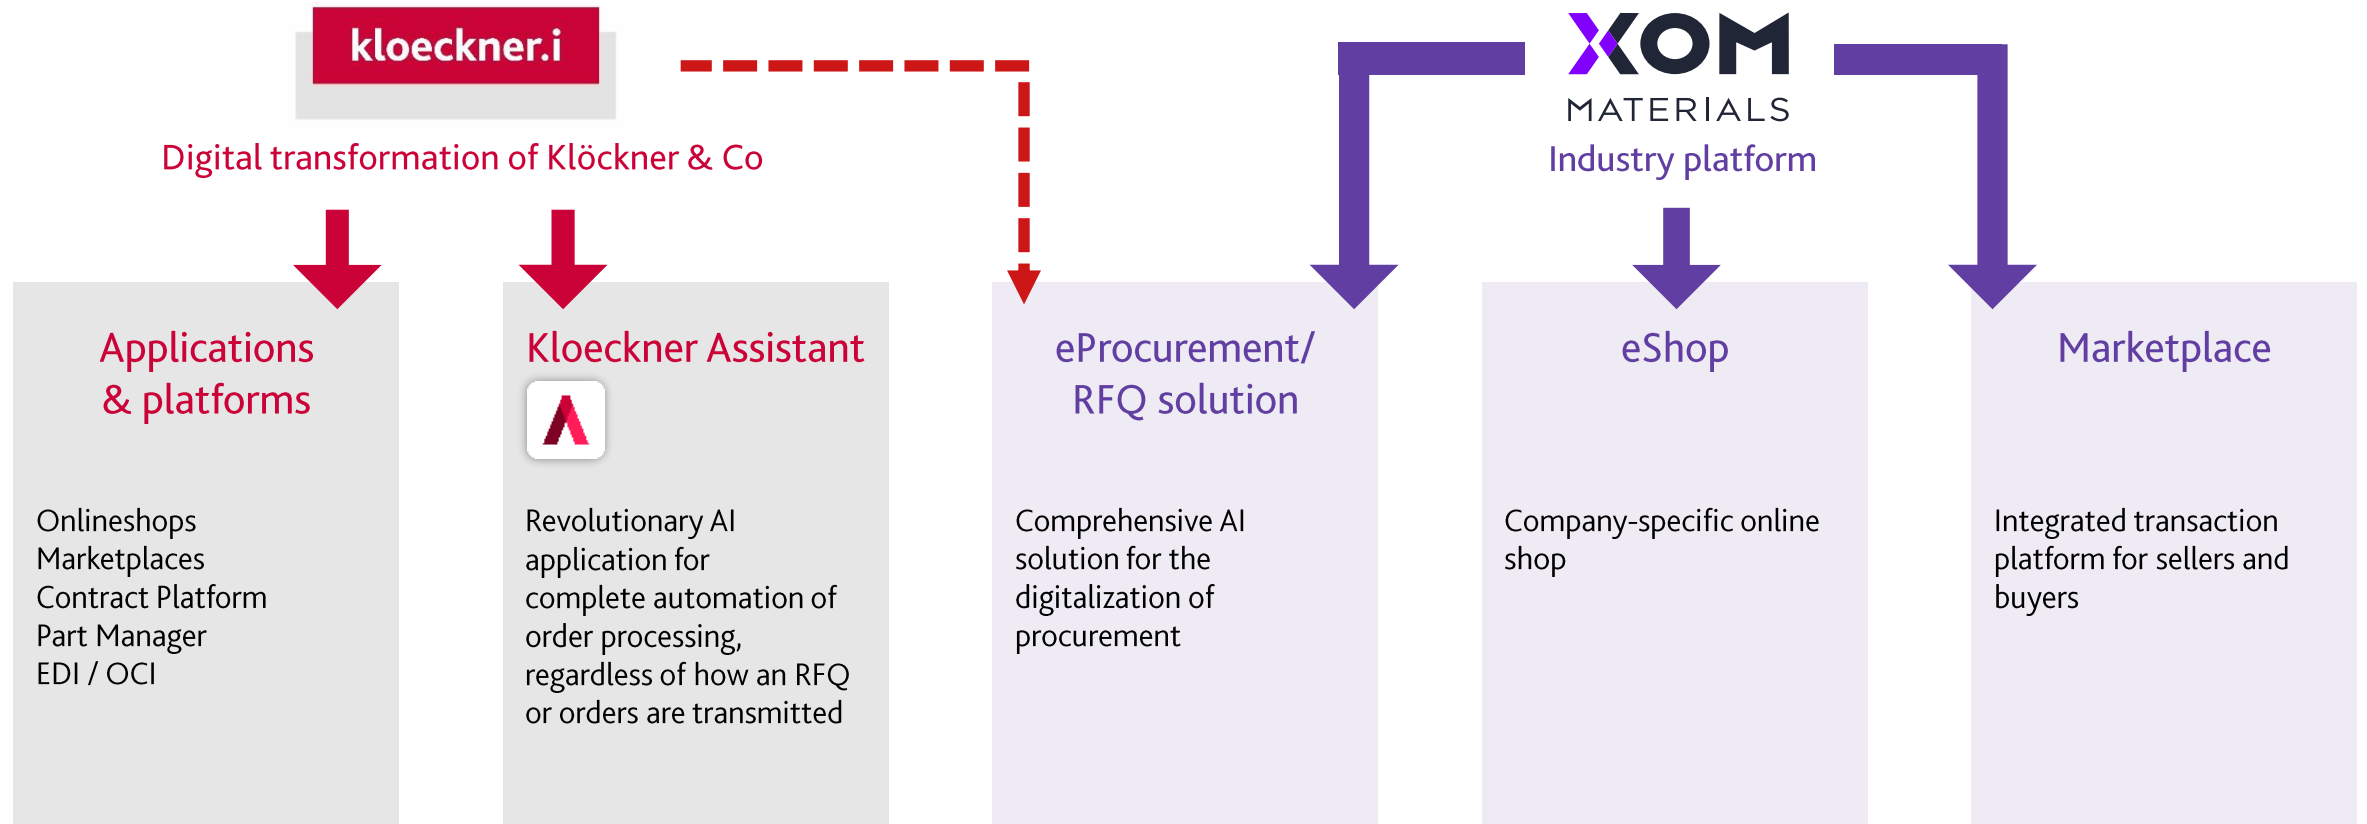 kloeckner.i
Digital transformation of Klöckner & Co
XOM
MATERIALS
Industry platform
Applications
& platforms
Onlineshops
Marketplaces
Contract Platform
Part Manager
EDI / OCI
Kloeckner Assistant
Revolutionary AI
application for
complete automation of
order processing,
regardless of how an RFQ
or orders are transmitted
eProcurement/
RFQ solution
Comprehensive AI
solution for the
digitalization of
procurement
eShop
Company-specific online
shop
Marketplace
Integrated transaction
platform for sellers and
buyers